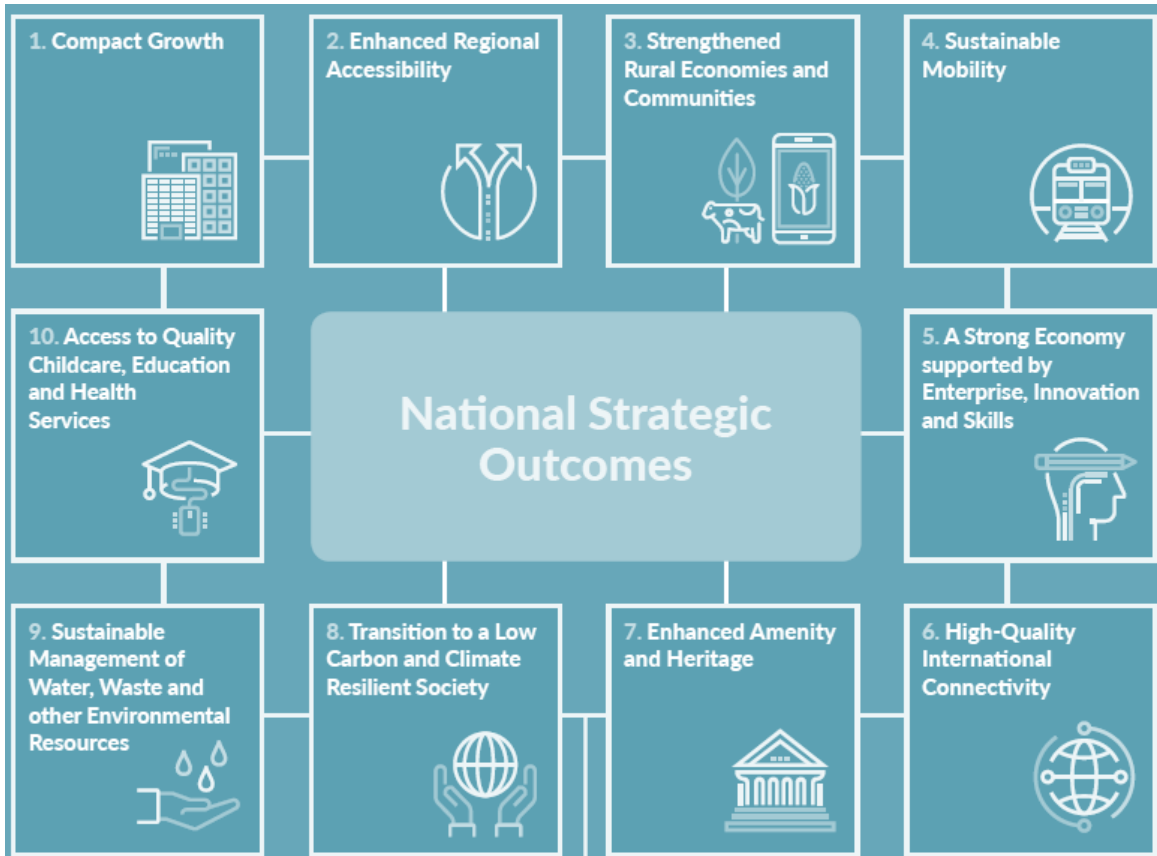 1. Compact Growth
2. Enhanced Regional
Accessibility
3. Strengthened
Rural Economies and
Communities
4. Sustainable
Mobility
10. Access to Quality
Childcare, Education
and Health
Services
National Strategic
Outcomes
5. A Strong Economy
supported by
Enterprise, Innovation
and Skills
9. Sustainable
Management of
Water, Waste and
other Environmental
Resources
8. Transition to a Low
Carbon and Climate
Resilient Society
7. Enhanced Amenity
and Heritage
6. High-Quality
International
Connectivity